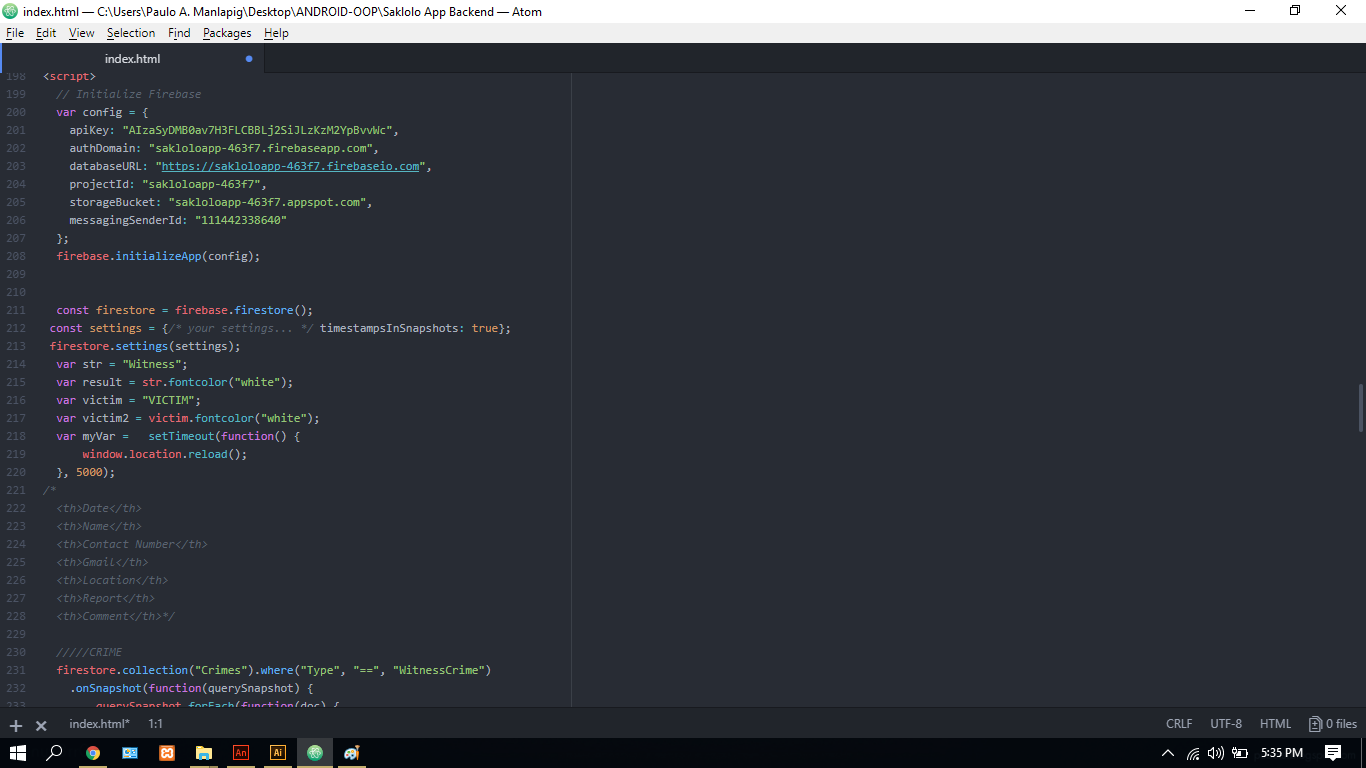 index.html — C:\Users\Paulo A. Manlapig\Desktop\ANDROID-OOP\Saklolo App Backend — Atom
File Edit View Selection Find Packages Help
index.html
198 <script>
199 // Initialize Firebase
200 var config = {
201 apiKey: "AIzaSyDMB0av7H3FLCBBLj2SiJLzKzM2YpBvvWc",
202 authDomain: "sakloloapp-463f7.firebaseapp.com",
203 databaseURL: "https://sakloloapp-463f7.firebaseio.com",
204 projectId: "sakloloapp-463f7",
205 storageBucket: "sakloloapp-463f7.appspot.com",
206 messagingSenderId: "111442338640"
207 };
208 firebase.initializeApp(config);
209
210
211 const firestore = firebase.firestore();
212 const settings = {/* your settings... */ timestampsInSnapshots: true};
213 firestore.settings(settings);
214 var str = "Witness";
215 var result = str.fontcolor("white");
216 var victim = "VICTIM";
217 var victim2 = victim.fontcolor("white");
218 var myVar = setTimeout(function() {
219 window.location.reload();
220 }, 5000);
221 /*
222 <th>Date</th>
223 <th>Name</th>
224 <th>Contact Number</th>
225 <th>Gmail</th>
226 <th>Location</th>
227 <th>Report</th>
228 <th>Comment</th>*/
229
230 /////CRIME
231 firestore.collection("Crimes").where("Type", "==", "WitnessCrime")
232 .onSnapshot(function(querySnapshot) {
233 querySnapshot.forEach(function(doc) {
index.html* 1:1 CRLF UTF-8 HTML 0 files
An Ai 5:35 PM